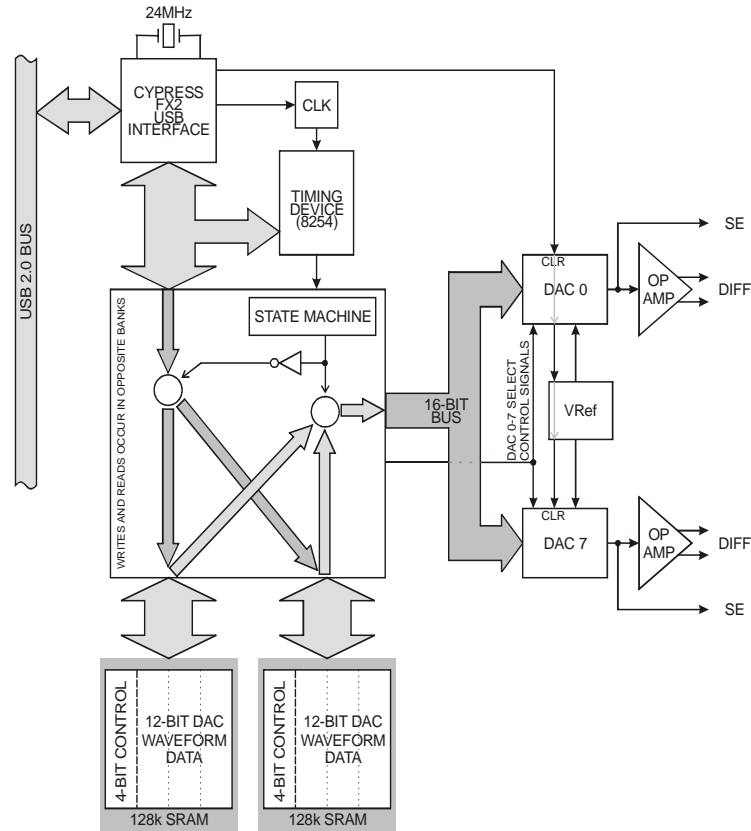 24MHz
CYPRESS
FX2
USB
INTERFACE
CLK
TIMING
DEVICE
(8254)
USB 2.0 BUS
SE
CLR
DAC 0
OP
AMP
DIFF
WRITES AND READS OCCUR IN OPPOSITE BANKS
STATE MACHINE
16-BIT
BUS
DAC 0-7 SELECT
CONTROL SIGNALS
VRef
CLR
DAC 7
OP
AMP
DIFF
SE
4-BIT CONTROL
12-BIT DAC
WAVEFORM
DATA
128k SRAM
4-BIT CONTROL
12-BIT DAC
WAVEFORM
DATA
128k SRAM